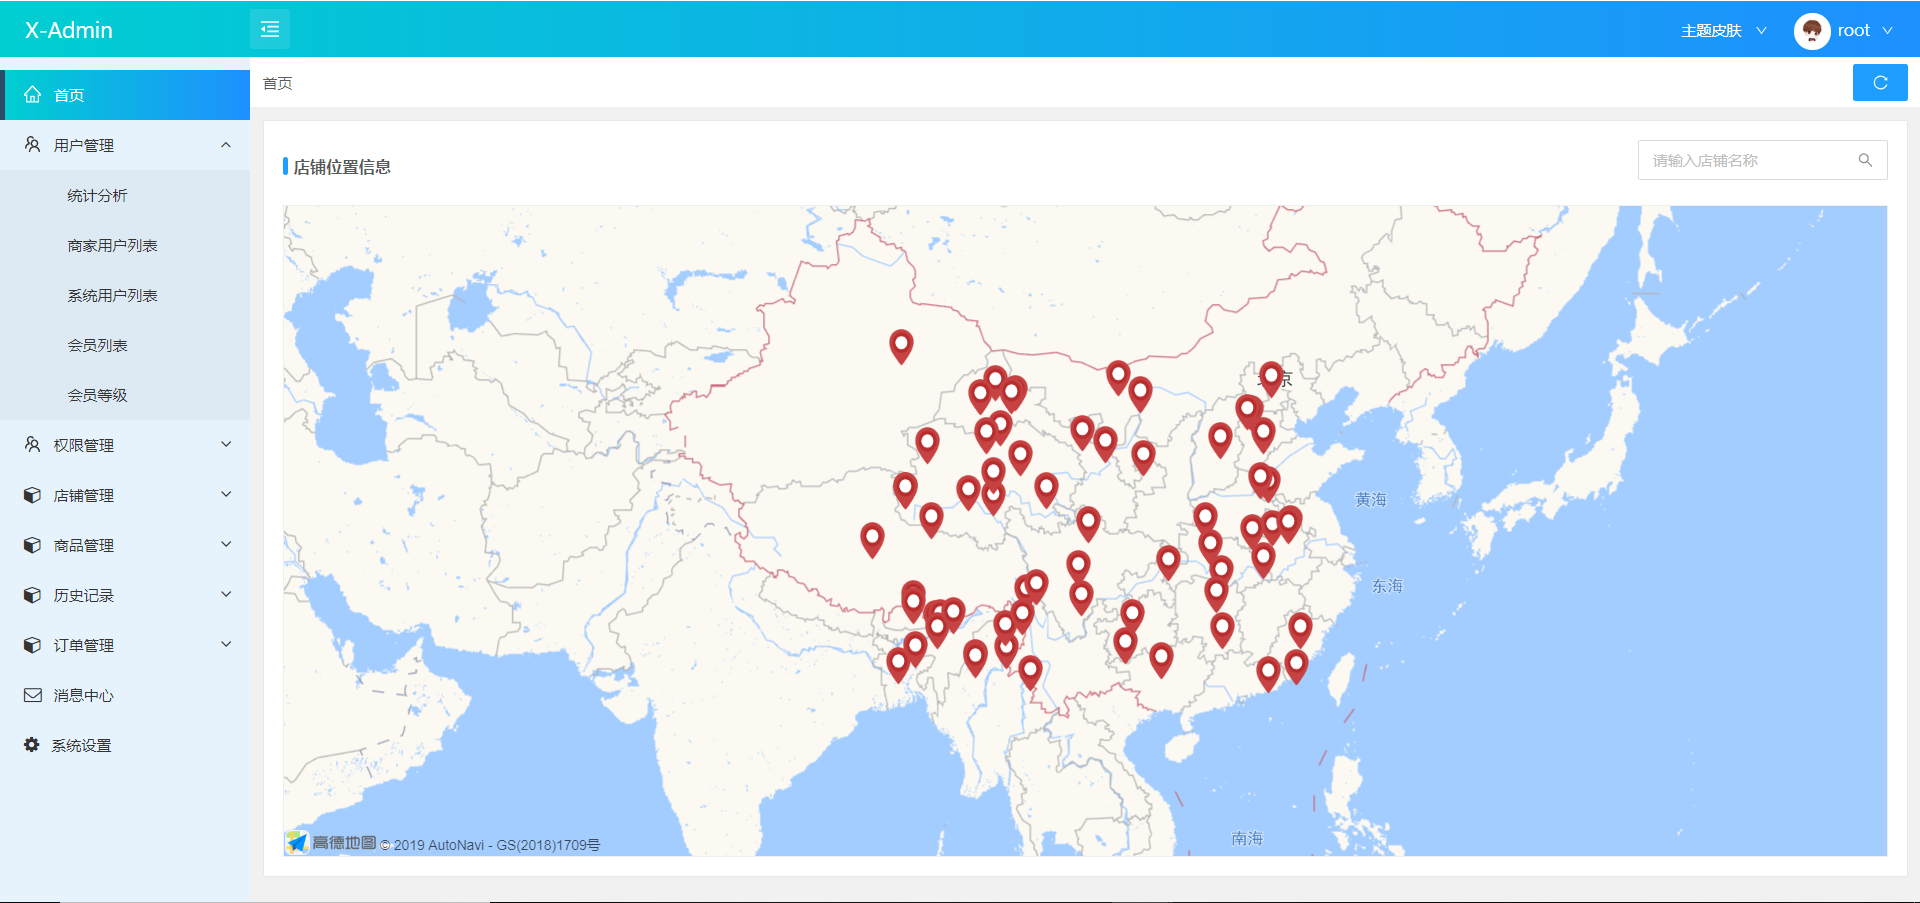 X-Admin
主题皮肤
root
首页
首页
用户管理
统计分析
商家用户列表
系统用户列表
会员列表
会员等级
权限管理
店铺管理
商品管理
历史记录
订单管理
消息中心
系统设置
店铺位置信息
请输入店铺名称
京
黄海
东海
南海
高德地图 © 2019 AutoNavi - GS(2018)1709号